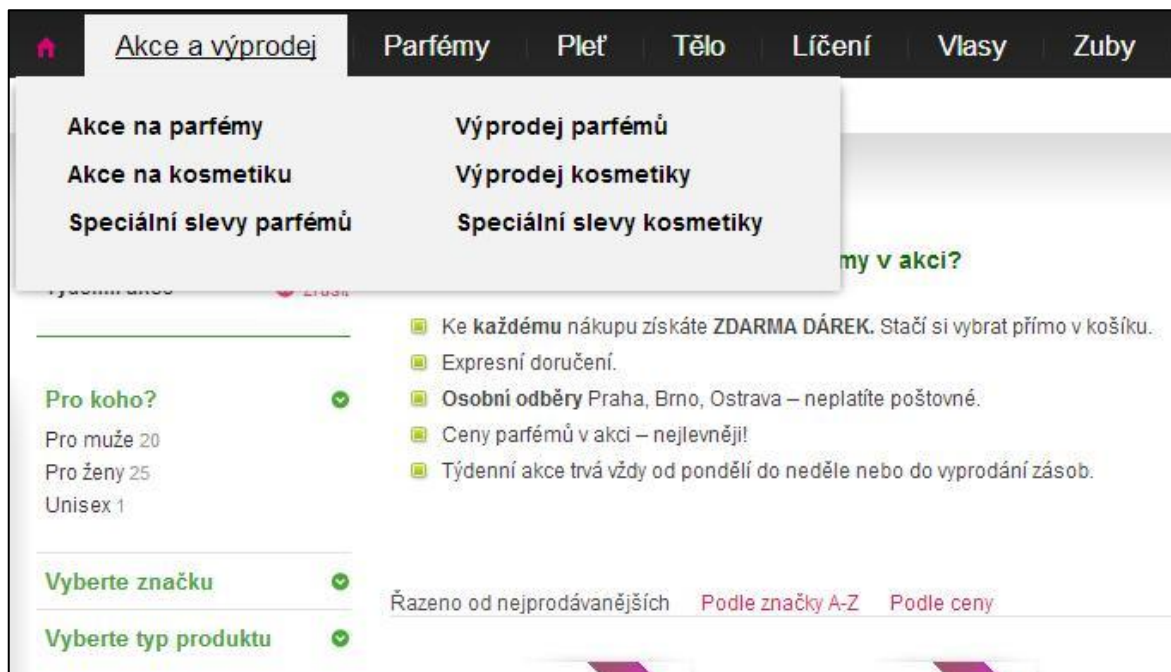 Akce a výprodej Parfémy Pleť Tělo Líčení Vlasy Zuby
Akce na parfémy Výprodej parfémů
Akce na kosmetiku Výprodej kosmetiky
Speciální slevy parfémů Speciální slevy kosmetiky
v akci?
Ke každému nákupu získáte ZDARMA DÁREK. Stačí si vybrat přímo v košíku.
Expresní doručení.
Osobní odběry Praha, Brno, Ostrava – neplatíte poštovné.
Ceny parfémů v akci – nejlevněji!
Týdenní akce trvá vždy od pondělí do neděle nebo do vyprodání zásob.
Pro koho?
Pro muže 20
Pro ženy 25
Unisex 1
Vyberte značku
Vyberte typ produktu
Řazeno od nejprodávanějších Podle značky A-Z Podle ceny